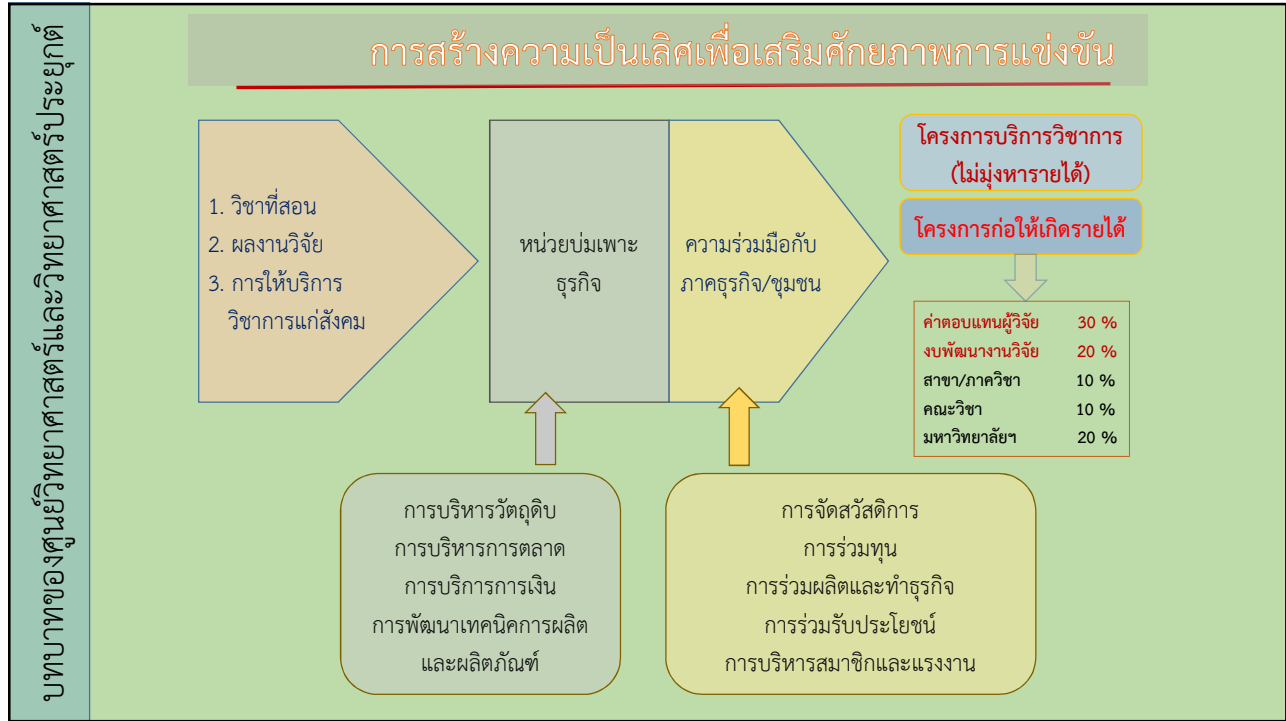 บทบาทของศูนย์วิทยาศาสตร์และวิทยาศาสตร์ประยุกต์
การสร้างความเป็นเลิศเพื่อเสริมศักยภาพการแข่งขัน
1. วิชาที่สอน
2. ผลงานวิจัย
3. การให้บริการ
วิชาการแก่สังคม
หน่วยบ่มเพาะ
ธุรกิจ
ความร่วมมือกับ
ภาคธุรกิจ/ชุมชน
โครงการบริการวิชาการ
(ไม่มุ่งหารายได้)
โครงการก่อให้เกิดรายได้
ค่าตอบแทนผู้วิจัย 30 %
งบพัฒนางานวิจัย 20 %
สาขา/ภาควิชา 10 %
คณะวิชา 10 %
มหาวิทยาลัยฯ 20 %
การบริหารวัตถุดิบ
การบริหารการตลาด
การบริการการเงิน
การพัฒนาเทคนิคการผลิต
และผลิตภัณฑ์
การจัดสวัสดิการ
การร่วมทุน
การร่วมผลิตและทำธุรกิจ
การร่วมรับประโยชน์
การบริหารสมาชิกและแรงงาน